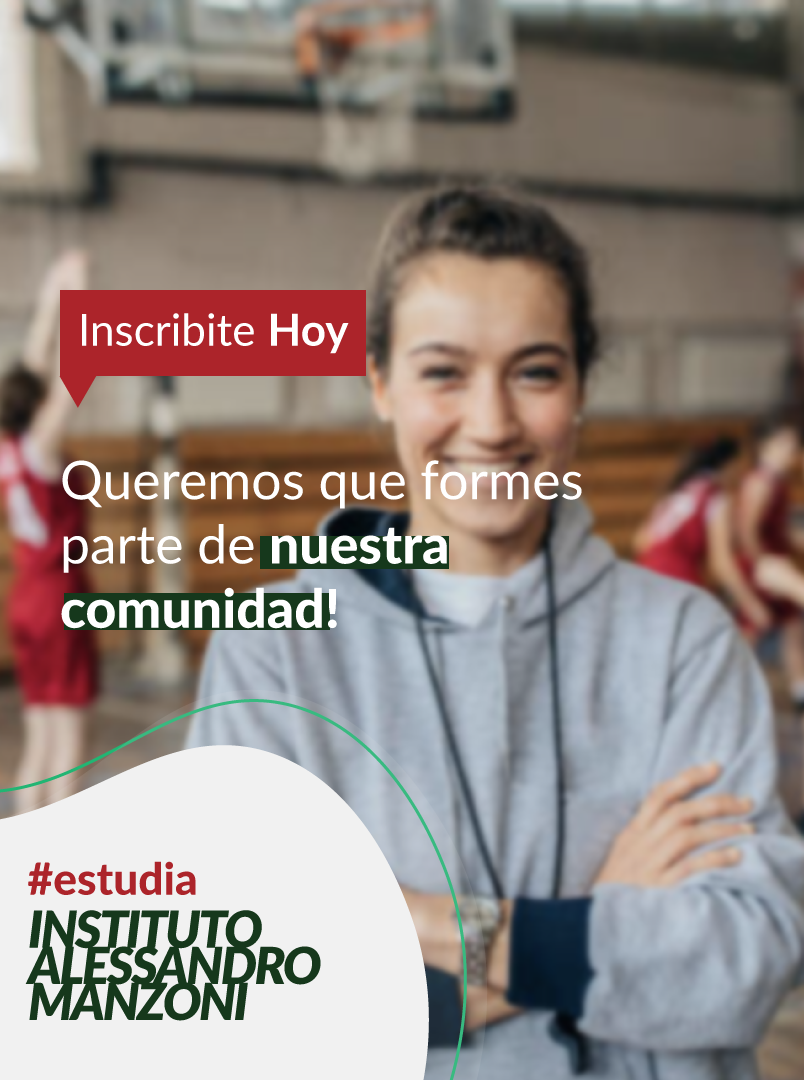 Inscribite Hoy
Queremos que formes
parte de nuestra
comunidad!
#estudia
INSTITUTO
ALESSANDRO
MANZONI